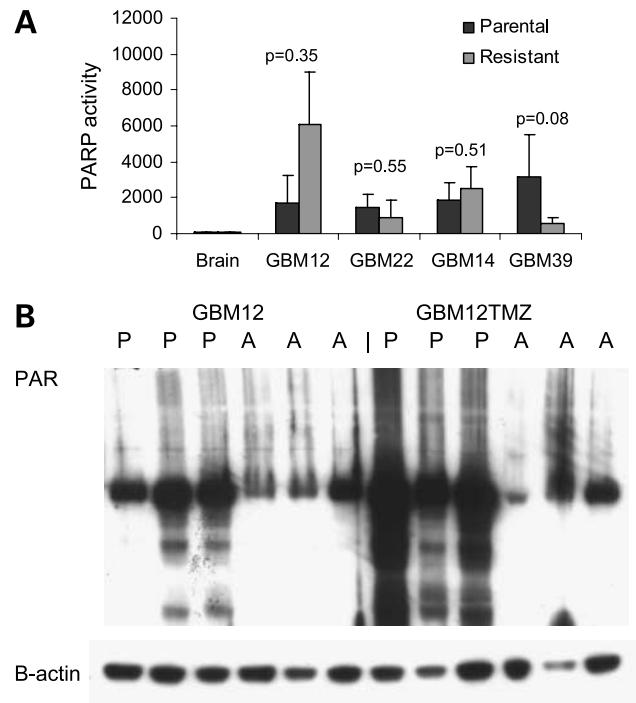 A
12000
10000
8000
6000
4000
2000
0
PARP activity
Parental
Resistant
p=0.35
p=0.55
p=0.51
p=0.08
Brain GBM12 GBM22 GBM14 GBM39
B
GBM12 GBM12TMZ
P P P A A A | P P P A A A
PAR
B-actin